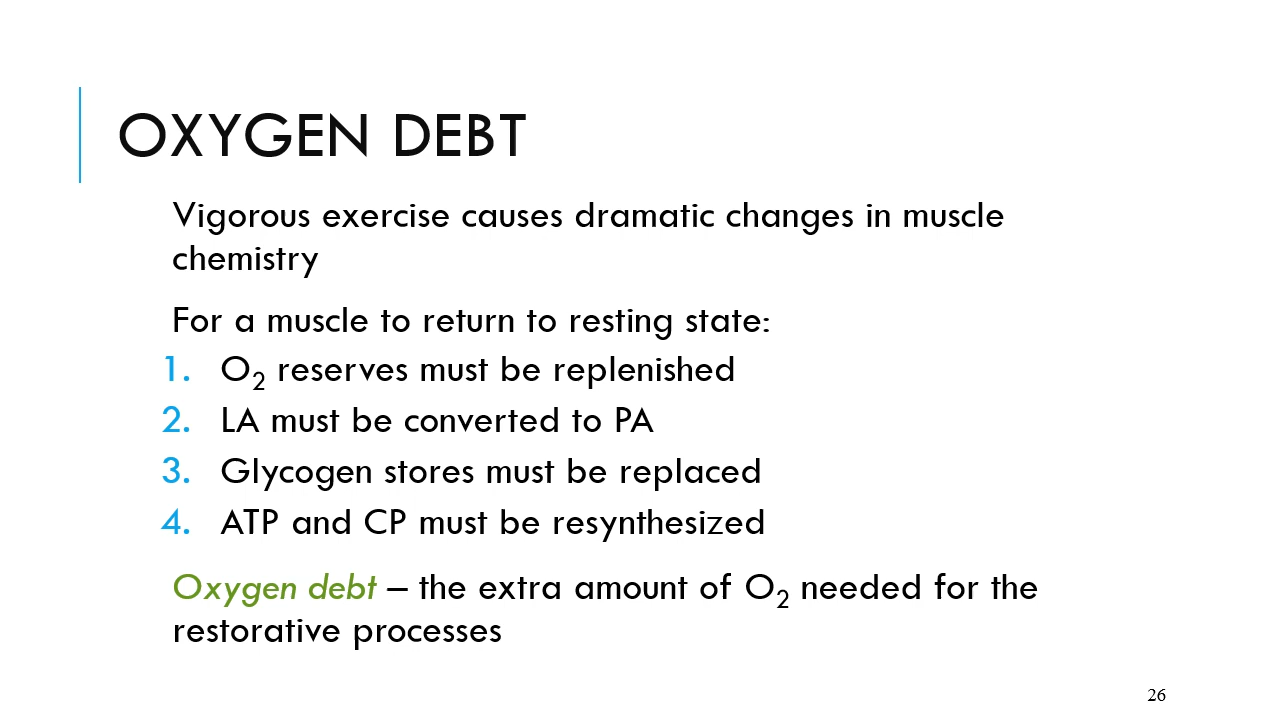 OXYGEN DEBT
Vigorous exercise causes dramatic changes in muscle
chemistry
For a muscle to return to resting state:
1. O₂ reserves must be replenished
2. LA must be converted to PA
3. Glycogen stores must be replaced
4. ATP and CP must be resynthesized
Oxygen debt – the extra amount of O₂ needed for the
restorative processes
26